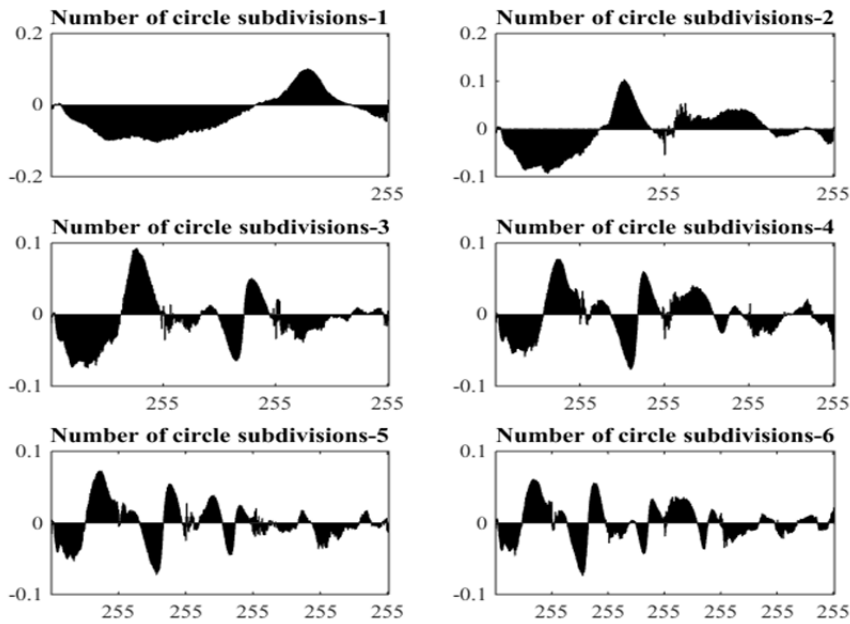 Number of circle subdivisions-1
0.2
0
-0.2
255
Number of circle subdivisions-2
0.2
0.1
0
-0.1
255 255
Number of circle subdivisions-3
0.1
0
-0.1
255 255 255
Number of circle subdivisions-4
0.1
0
-0.1
255 255 255 255
Number of circle subdivisions-5
0.1
0
-0.1
255 255 255 255 255
Number of circle subdivisions-6
0.1
0
-0.1
255 255 255 255 255 255